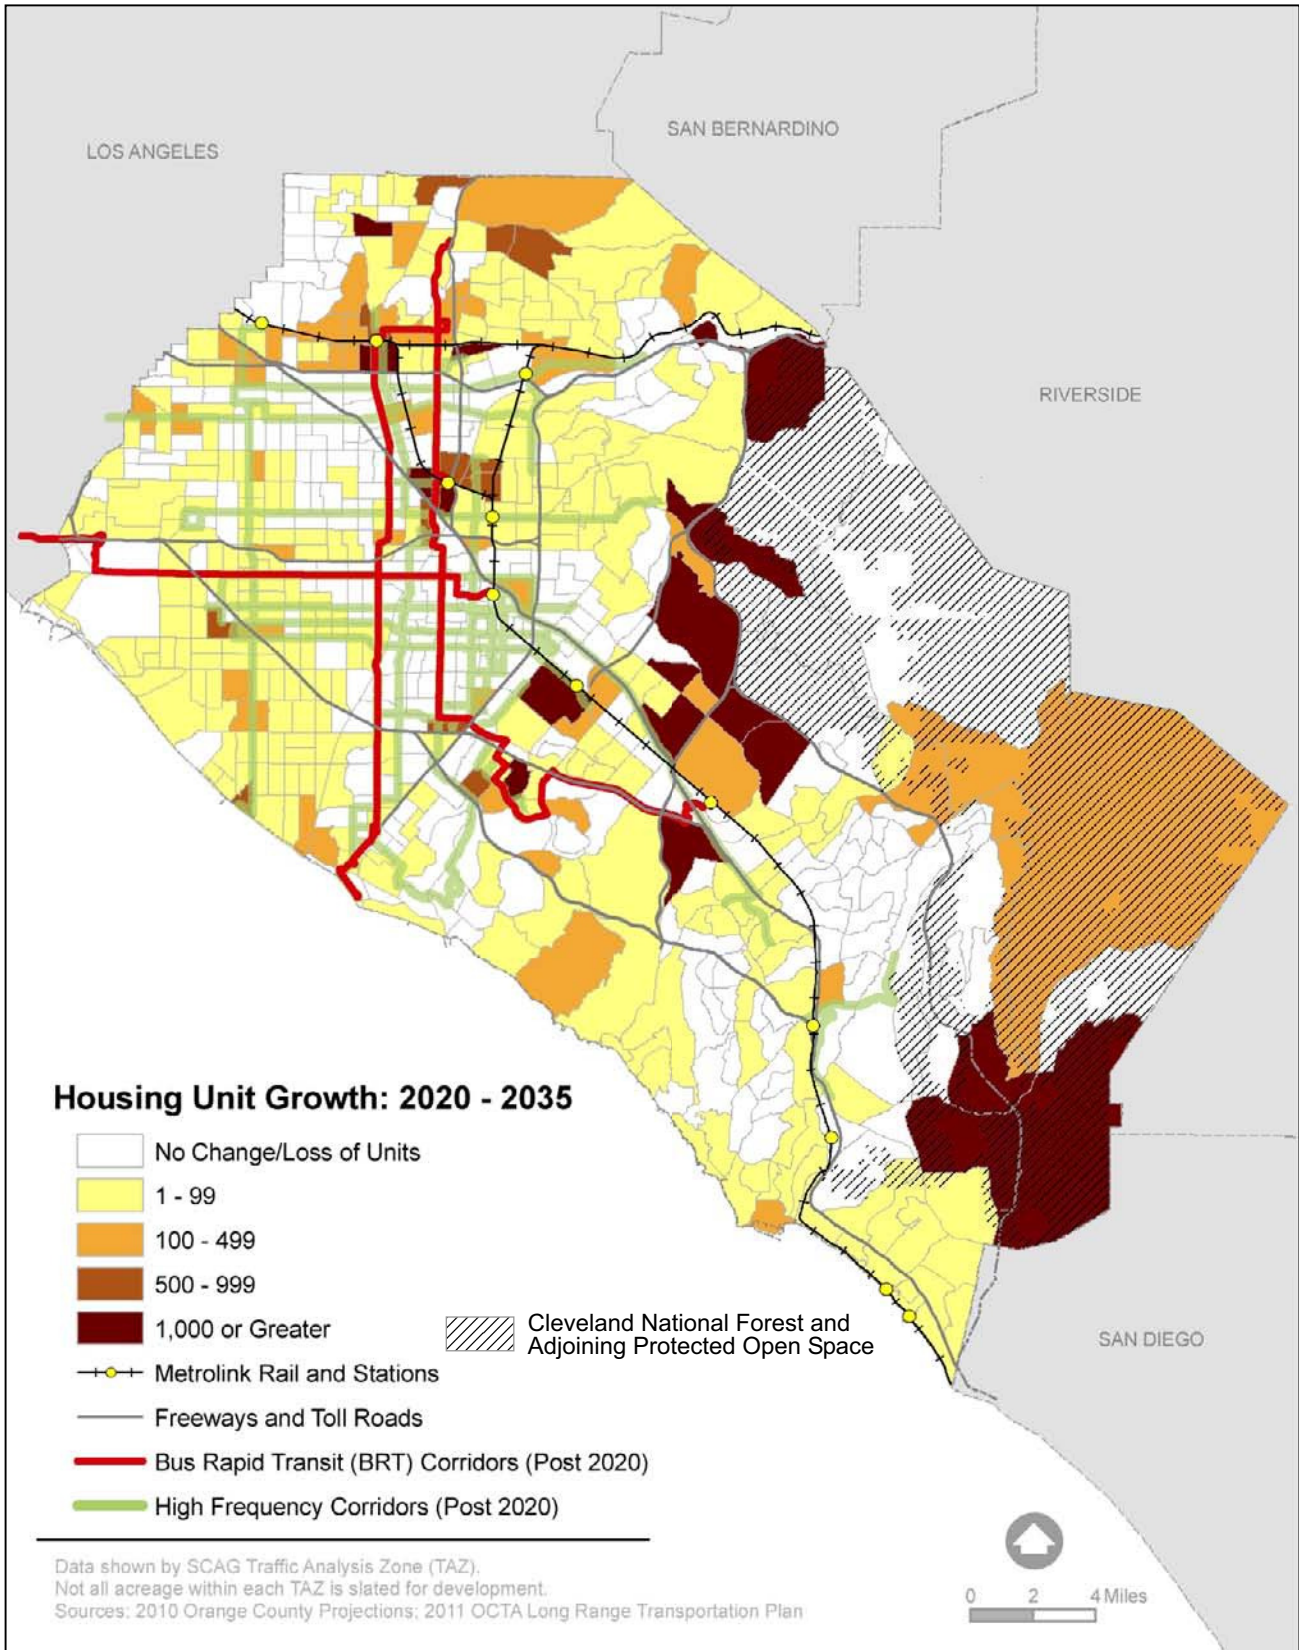 LOS ANGELES
SAN BERNARDINO
RIVERSIDE
SAN DIEGO
Housing Unit Growth: 2020 - 2035
No Change/Loss of Units
1 - 99
100 - 499
500 - 999
1,000 or Greater
Cleveland National Forest and
Adjoining Protected Open Space
Metrolink Rail and Stations
Freeways and Toll Roads
Bus Rapid Transit (BRT) Corridors (Post 2020)
High Frequency Corridors (Post 2020)
Data shown by SCAG Traffic Analysis Zone (TAZ).
Not all acreage within each TAZ is slated for development.
Sources: 2010 Orange County Projections; 2011 OCTA Long Range Transportation Plan
0 2 4 Miles